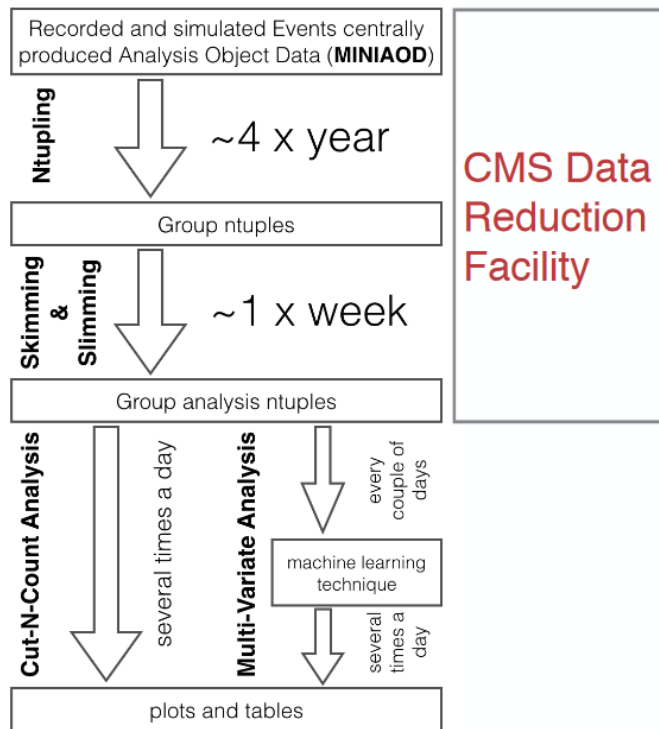 Recorded and simulated Events centrally
produced Analysis Object Data (MINIAOD)
Ntupling
~4 x year
CMS Data
Reduction
Facility
Group ntuples
Skimming
&
Slimming
~1 x week
Group analysis ntuples
Cut-N-Count Analysis
several times a day
Multi-Variate Analysis
every
couple of
days
machine learning
technique
several
times a
day
plots and tables